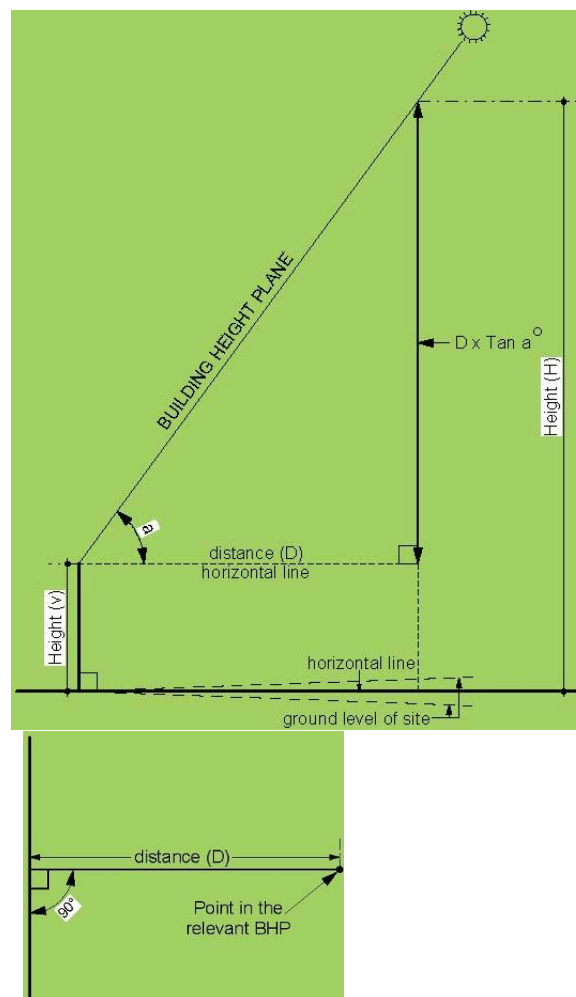 BUILDING HEIGHT PLANE
D x Tan a°
Height (H)
a
distance (D)
horizontal line
Height (v)
horizontal line
ground level of site
distance (D)
90°
Point in the
relevant BHP